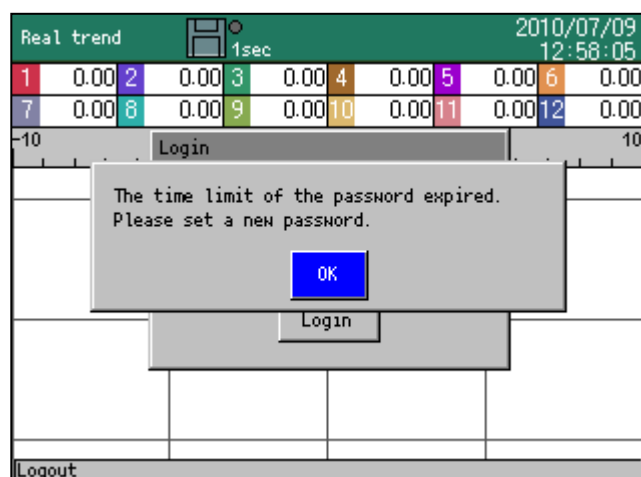 Real trend
1sec
2010/07/09
12:58:05
1 0.00 2 0.00 3 0.00 4 0.00 5 0.00 6 0.00
7 0.00 8 0.00 9 0.00 10 0.00 11 0.00 12 0.00
-10 10
Login
The time limit of the password expired.
Please set a new password.
OK
Login
Logout